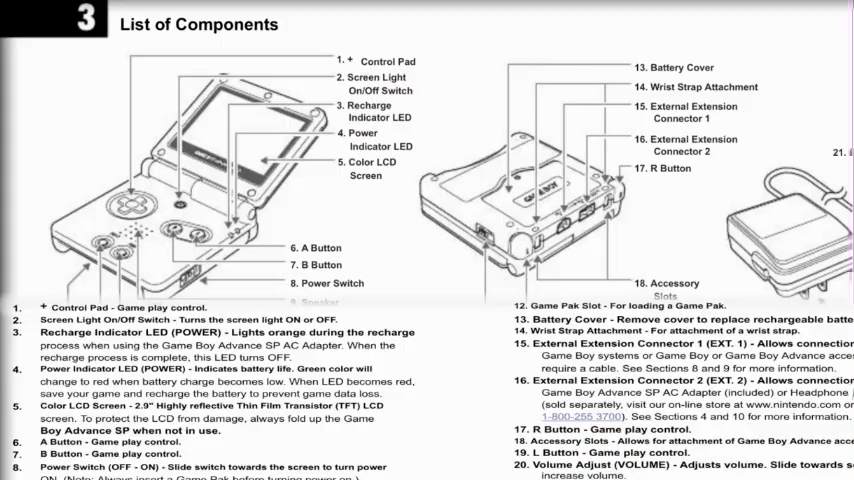 3 List of Components
1. + Control Pad
2. Screen Light
On/Off Switch
3. Recharge
Indicator LED
4. Power
Indicator LED
5. Color LCD
Screen
6. A Button
7. B Button
8. Power Switch
9. Speaker
13. Battery Cover
14. Wrist Strap Attachment
15. External Extension
Connector 1
16. External Extension
Connector 2
17. R Button
18. Accessory
Slots
21.
GAME BOY
1. + Control Pad - Game play control.
2. Screen Light On/Off Switch - Turns the screen light ON or OFF.
3. Recharge Indicator LED (POWER) - Lights orange during the recharge
process when using the Game Boy Advance SP AC Adapter. When the
recharge process is complete, this LED turns OFF.
4. Power Indicator LED (POWER) - Indicates battery life. Green color will
change to red when battery charge becomes low. When LED becomes red,
save your game and recharge the battery to prevent game data loss.
5. Color LCD Screen - 2.9" Highly reflective Thin Film Transistor (TFT) LCD
screen. To protect the LCD from damage, always fold up the Game
Boy Advance SP when not in use.
6. A Button - Game play control.
7. B Button - Game play control.
8. Power Switch (OFF - ON) - Slide switch towards the screen to turn power
ON. (Note: Always insert a Game Pak before turning power on.)
12. Game Pak Slot - For loading a Game Pak.
13. Battery Cover - Remove cover to replace rechargeable batte
14. Wrist Strap Attachment - For attachment of a wrist strap.
15. External Extension Connector 1 (EXT. 1) - Allows connection
Game Boy systems or Game Boy or Game Boy Advance acce
require a cable. See Sections 8 and 9 for more information.
16. External Extension Connector 2 (EXT. 2) - Allows connection
Game Boy Advance SP AC Adapter (included) or Headphone
(sold separately, visit our on-line store at www.nintendo.com or
1-800-255 3700). See Sections 4 and 10 for more information.
17. R Button - Game play control.
18. Accessory Slots - Allows for attachment of Game Boy Advance acce
19. L Button - Game play control.
20. Volume Adjust (VOLUME) - Adjusts volume. Slide towards s
increase volume.